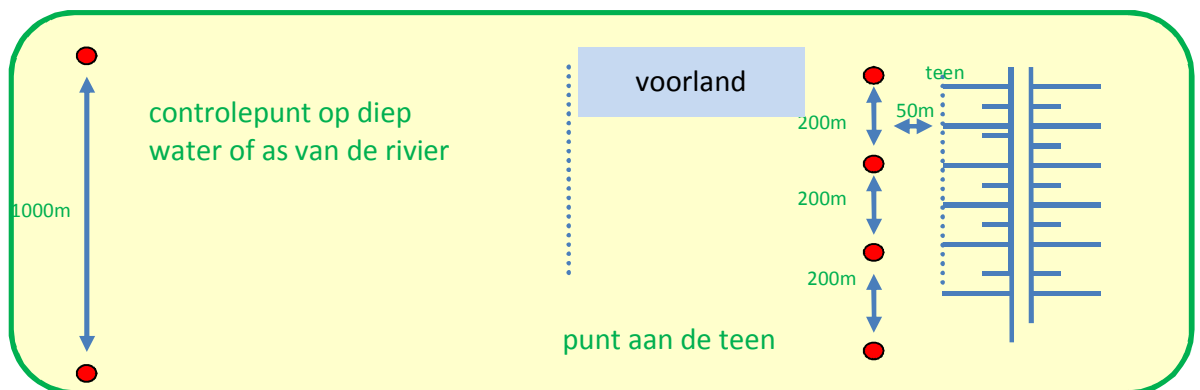 controlepunt op diep
water of as van de rivier
1000m
voorland
teen
50m
200m
200m
200m
punt aan de teen